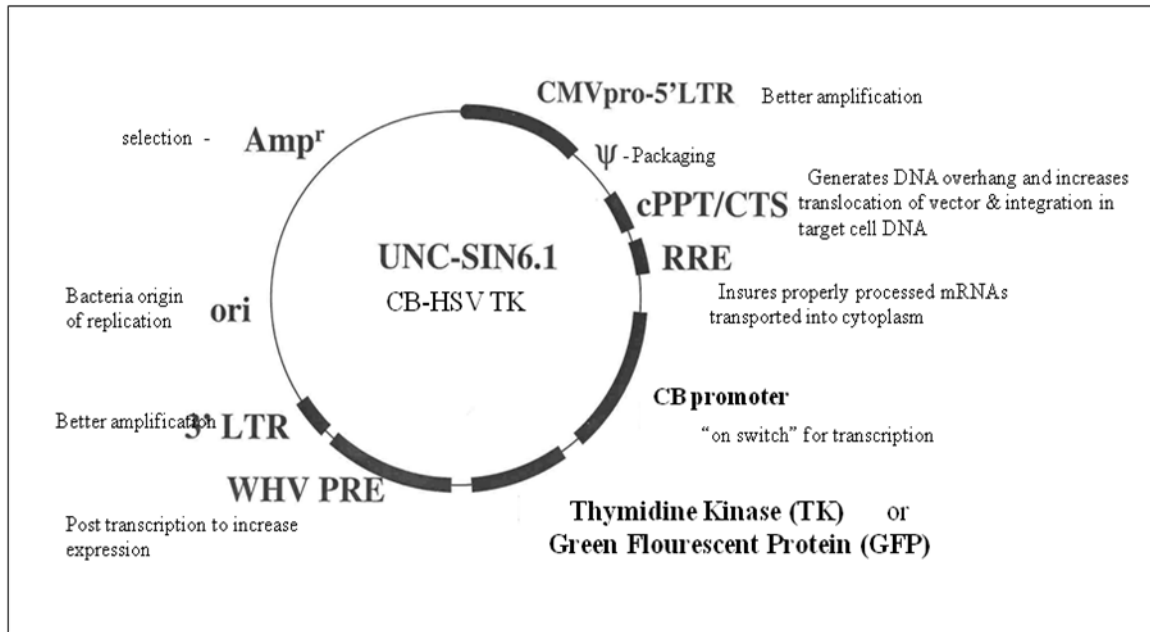 CMVpro-5’LTR Better amplification
selection - Ampʳ
ψ - Packaging
Generates DNA overhang and increases
cPPT/CTS translocation of vector & integration in
target cell DNA
UNC-SIN6.1
CB-HSV TK
RRE
Insures properly processed mRNAs
transported into cytoplasm
Bacteria origin
of replication
ori
CB promoter
“on switch” for transcription
Better amplification
3’ LTR
WHV PRE
Post transcription to increase
expression
Thymidine Kinase (TK) or
Green Flourescent Protein (GFP)